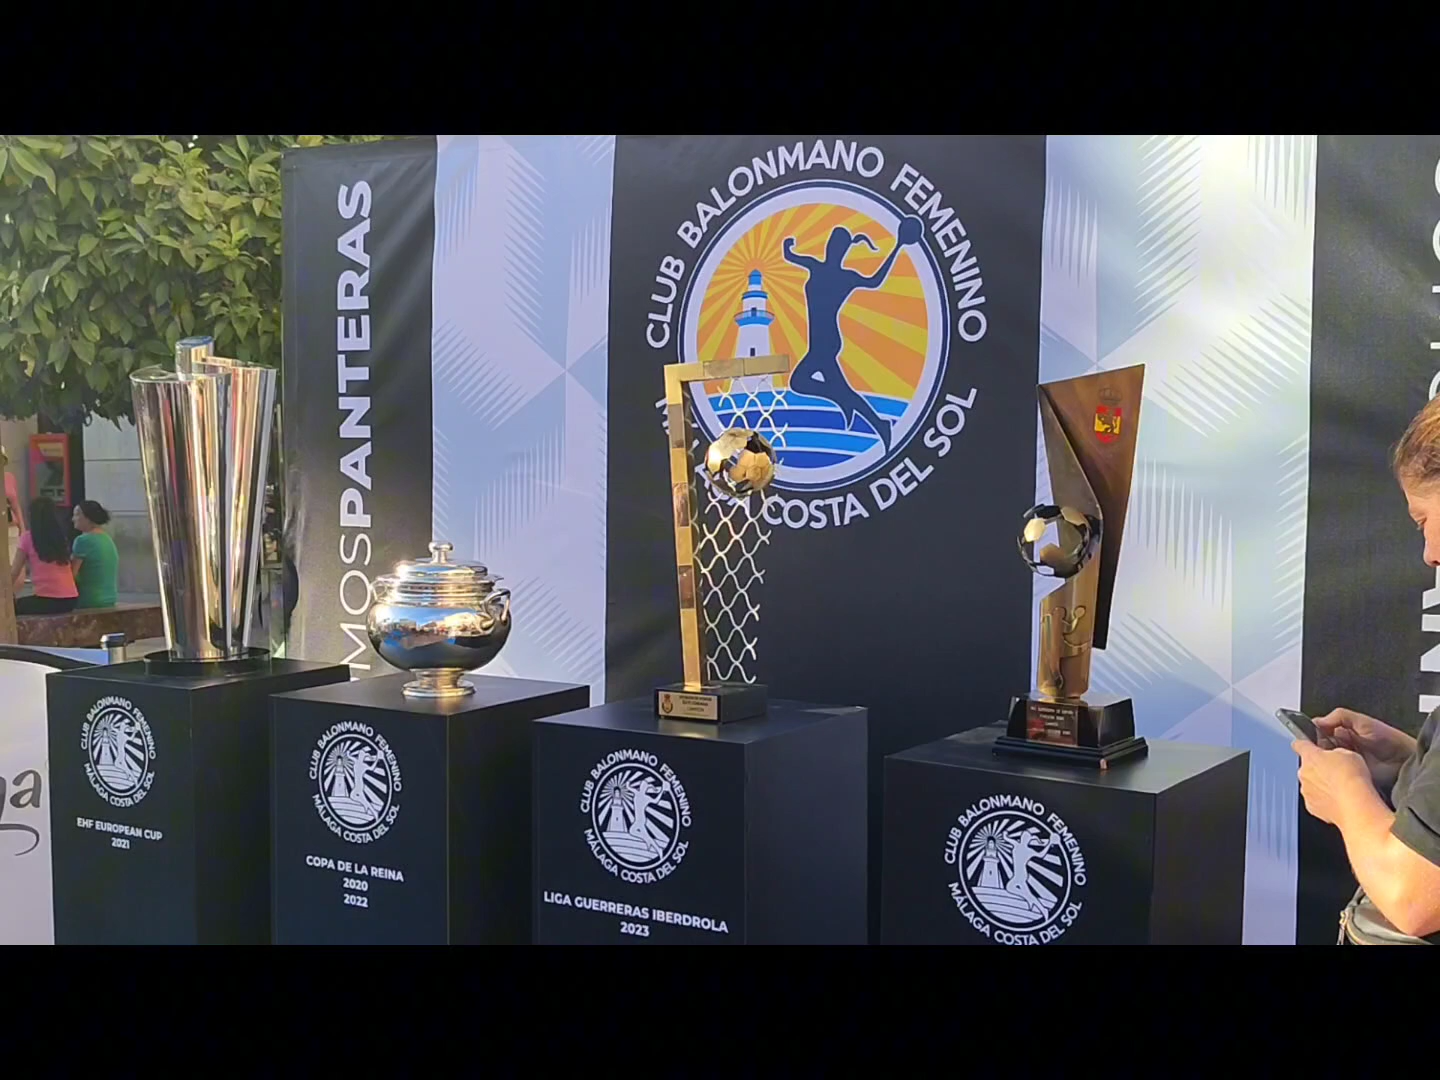 MOSPANTERAS
CLUB BALONMANO FEMENINO
COSTA DEL SOL
CLUB BALONMANO FEMENINO
MÁLAGA COSTA DEL SOL
EHF EUROPEAN CUP
2021
CLUB BALONMANO FEMENINO
MÁLAGA COSTA DEL SOL
COPA DE LA REINA
2020
2022
CLUB BALONMANO FEMENINO
MÁLAGA COSTA DEL SOL
LIGA GUERRERAS IBERDROLA
2023
CLUB BALONMANO FEMENINO
MÁLAGA COSTA DEL SOL